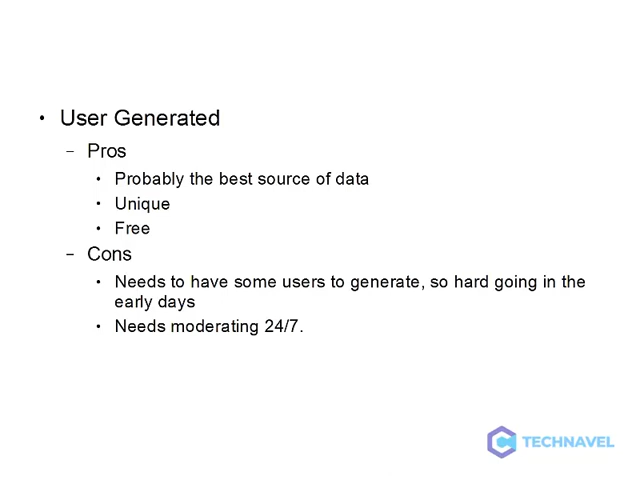 • User Generated
– Pros
• Probably the best source of data
• Unique
• Free
– Cons
• Needs to have some users to generate, so hard going in the
early days
• Needs moderating 24/7.
TECHNAVEL